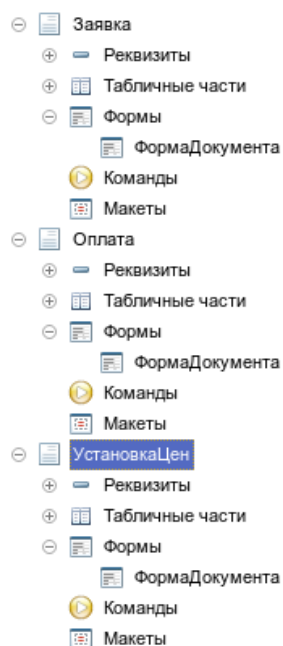 Заявка
Реквизиты
Табличные части
Формы
ФормаДокумента
Команды
Макеты
Оплата
Реквизиты
Табличные части
Формы
ФормаДокумента
Команды
Макеты
УстановкаЦен
Реквизиты
Табличные части
Формы
ФормаДокумента
Команды
Макеты